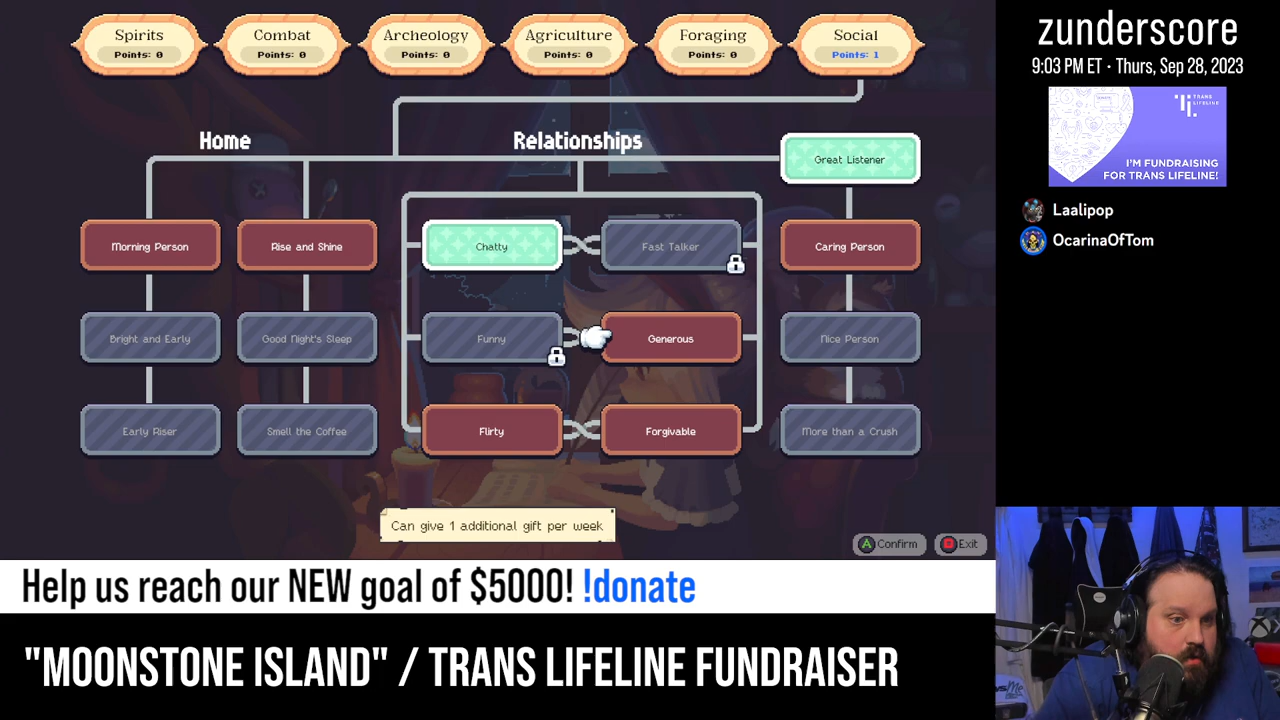 Spirits
Points: 0
Combat
Points: 0
Archeology
Points: 0
Agriculture
Points: 0
Foraging
Points: 0
Social
Points: 1
Home
Relationships
Great Listener
Morning Person
Rise and Shine
Chatty
Fast Talker
Caring Person
Bright and Early
Good Night's Sleep
Funny
Generous
Nice Person
Early Riser
Smell the Coffee
Flirty
Forgivable
More than a Crush
Can give 1 additional gift per week
A Confirm
Exit
zunderscore
9:03 PM ET • Thurs, Sep 28, 2023
TRANS
LIFELINE
I'M FUNDRAISING
FOR TRANS LIFELINE!
Laalipop
OcarinaOfTom
Help us reach our NEW goal of $5000! !donate
"MOONSTONE ISLAND" / TRANS LIFELINE FUNDRAISER